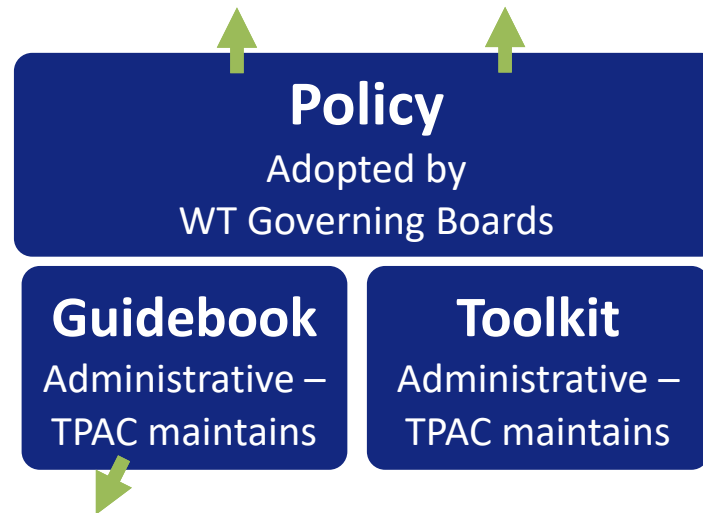 Policy
Adopted by
WT Governing Boards
Guidebook
Administrative –
TPAC maintains
Toolkit
Administrative –
TPAC maintains